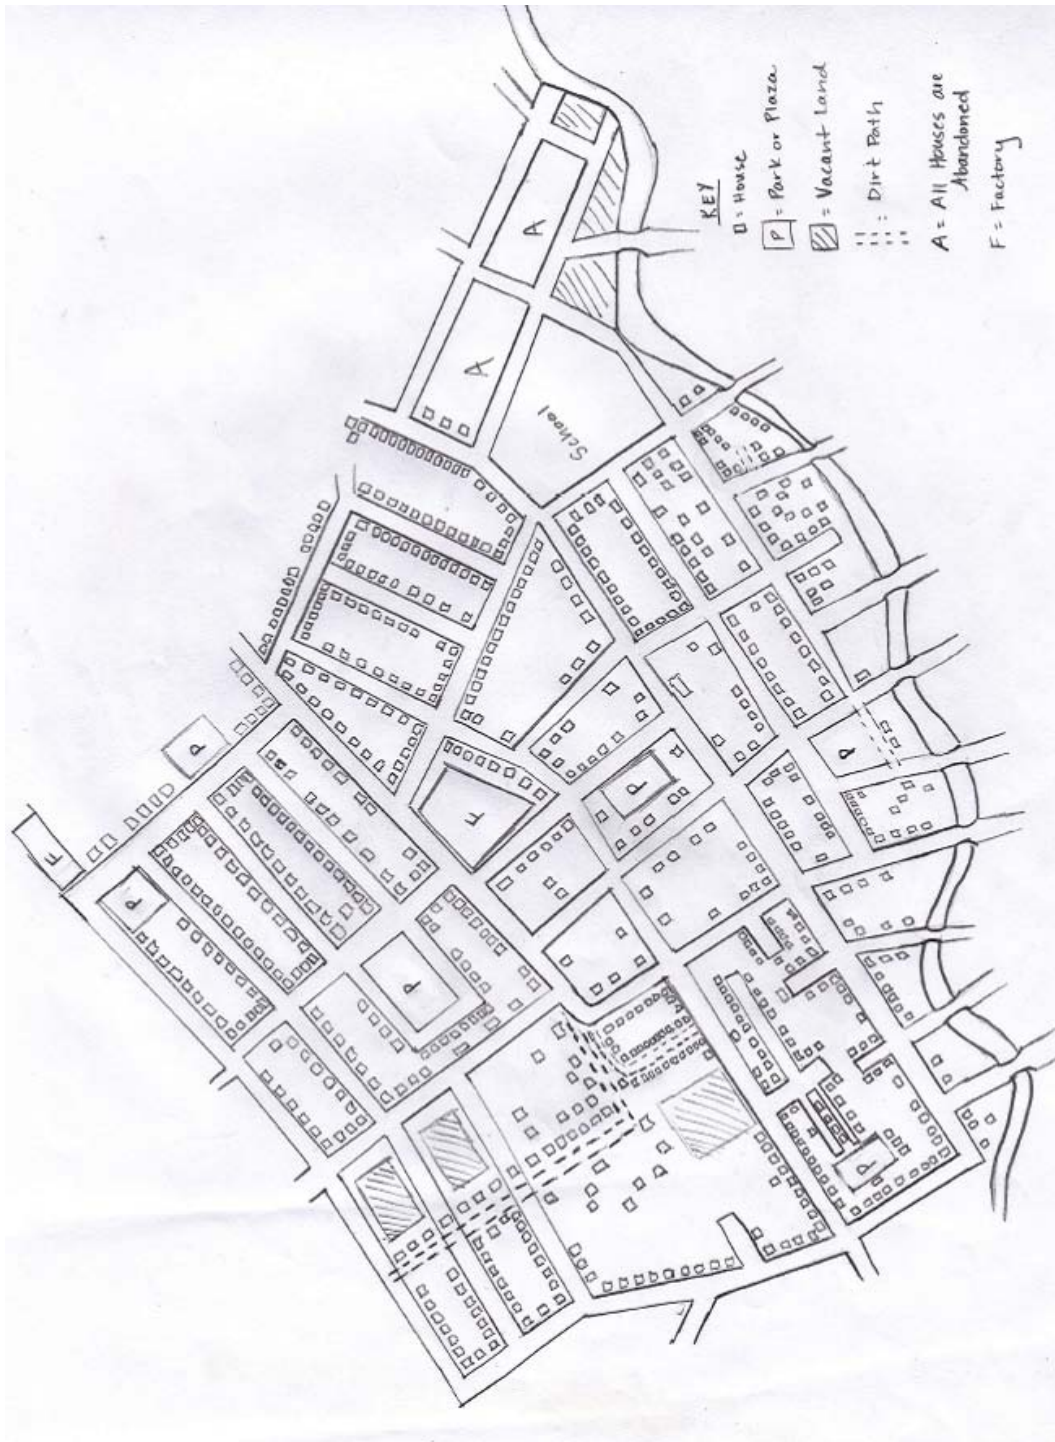 F
P
P
P
F
A
A
School
P
P
P
KEY
= House
P = Park or Plaza
= Vacant Land
= Dirt Path
A = All Houses are
Abandoned
F = Factory